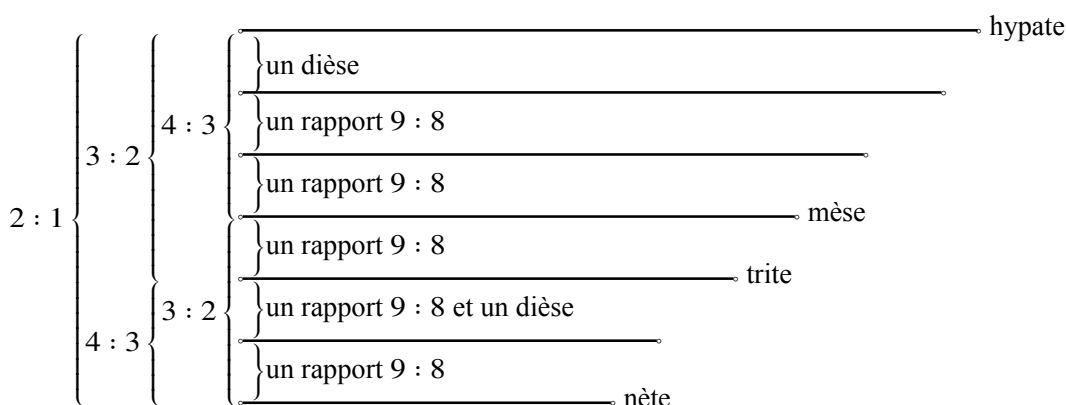 hypate
un dièse
un rapport 9 : 8
4 : 3
3 : 2
un rapport 9 : 8
2 : 1
mèse
un rapport 9 : 8
trite
3 : 2
un rapport 9 : 8 et un dièse
4 : 3
un rapport 9 : 8
nète